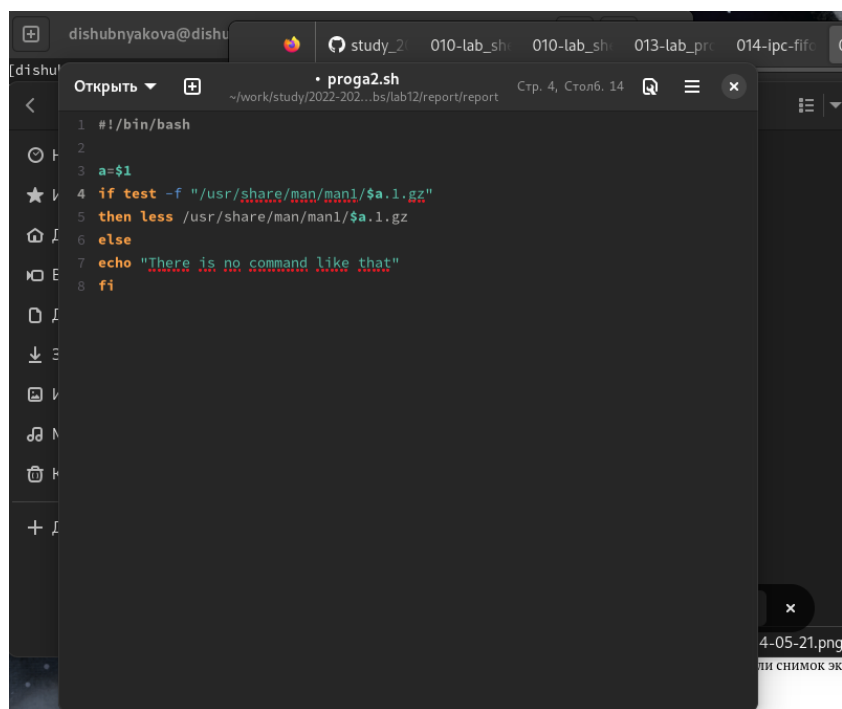 dishubnyakova@dishu
study_2
010-lab_she
010-lab_sh
013-lab_pro
014-ipc-fifo
[dishu
Открыть
• proga2.sh
~/work/study/2022-202…bs/lab12/report/report
Стр. 4, Столб. 14
1 #!/bin/bash
2
3 a=$1
4 if test -f "/usr/share/man/man1/$a.1.gz"
5 then less /usr/share/man/man1/$a.1.gz
6 else
7 echo "There is no command like that"
8 fi
4-05-21.png
ли снимок эк